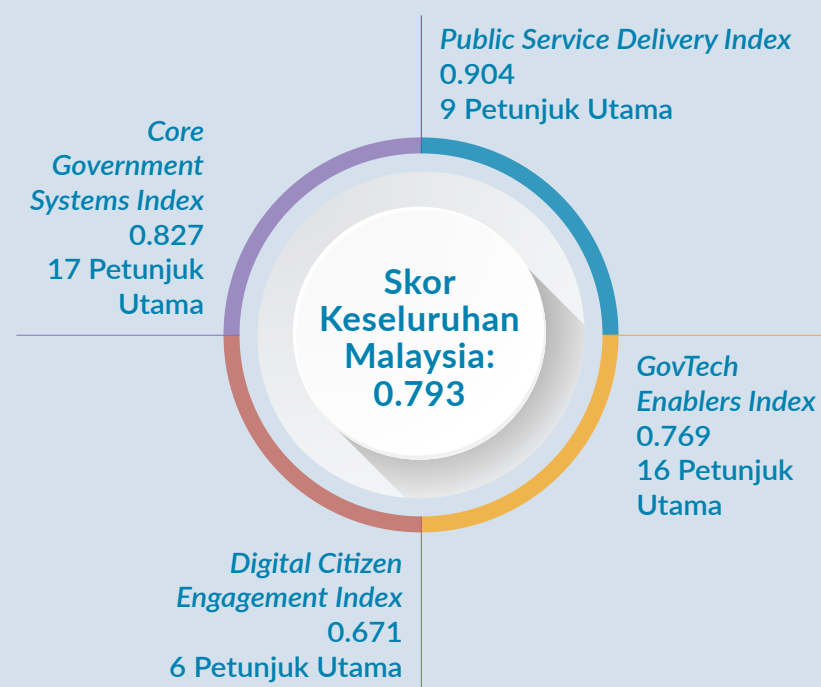 Public Service Delivery Index
0.904
9 Petunjuk Utama
Core
Government
Systems Index
0.827
17 Petunjuk
Utama
Skor
Keseluruhan
Malaysia:
0.793
GovTech
Enablers Index
0.769
16 Petunjuk
Utama
Digital Citizen
Engagement Index
0.671
6 Petunjuk Utama